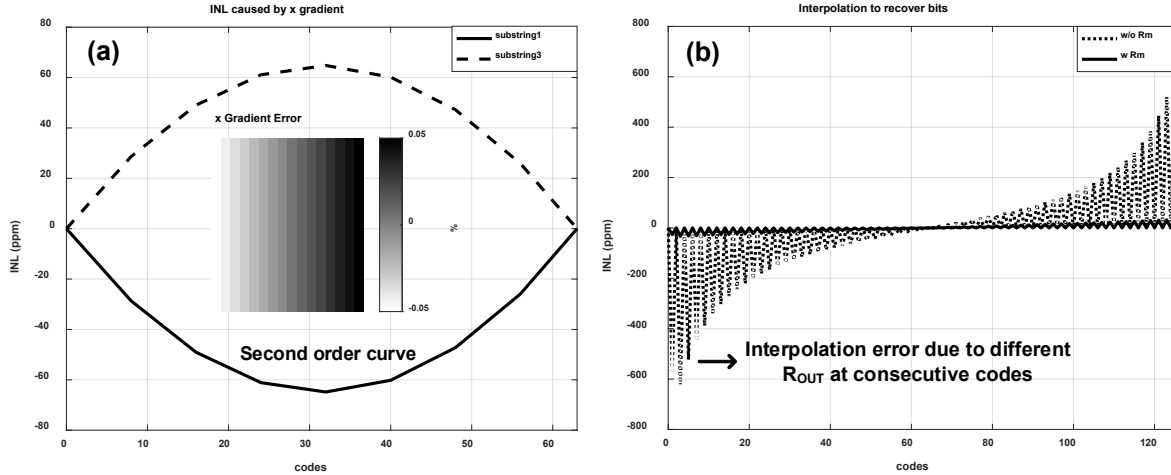 INL caused by x gradient
(a)
substring1
substring3
x Gradient Error
0.05
0
-0.05
%
Second order curve
80
60
40
20
0
-20
-40
-60
-80
INL (ppm)
0 10 20 30 40 50 60
codes
Interpolation to recover bits
(b)
w/o Rm
w Rm
Interpolation error due to different
ROUT at consecutive codes
800
600
400
200
0
-200
-400
-600
-800
INL (ppm)
0 20 40 60 80 100 120
codes